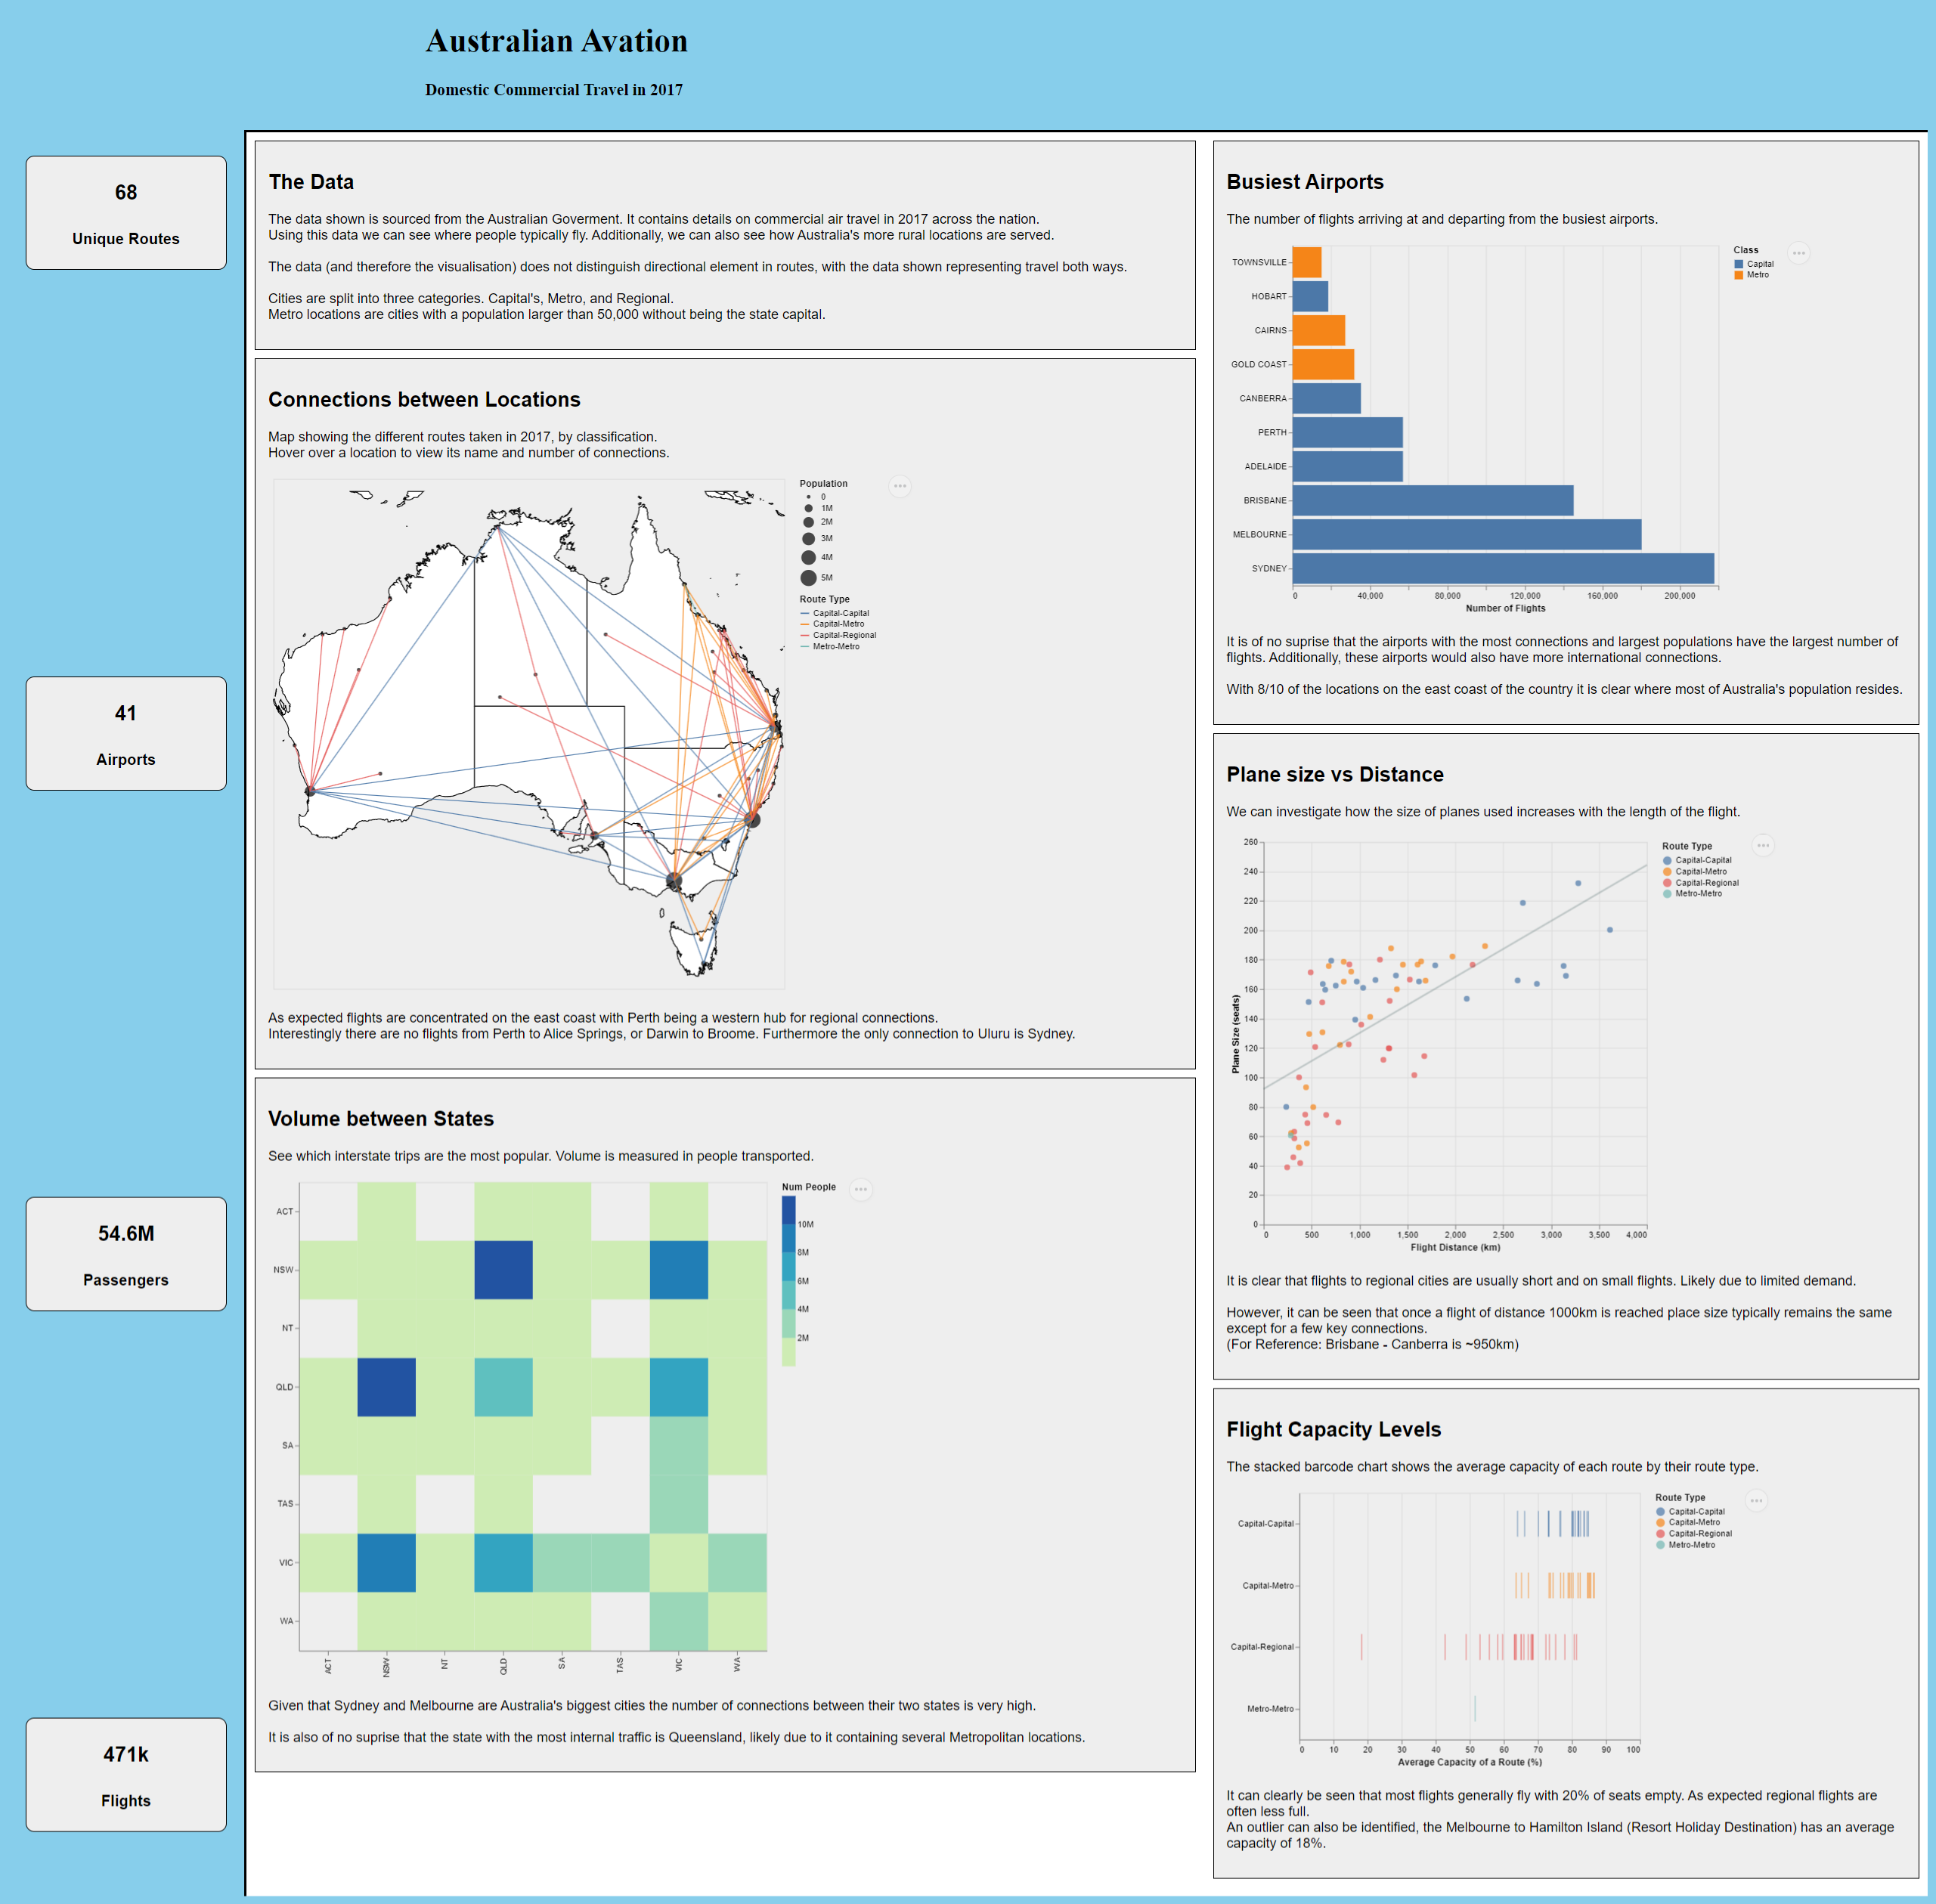 Australian Avation
Domestic Commercial Travel in 2017
68
Unique Routes
41
Airports
54.6M
Passengers
471k
Flights
The Data
The data shown is sourced from the Australian Goverment. It contains details on commercial air travel in 2017 across the nation.
Using this data we can see where people typically fly. Additionally, we can also see how Australia's more rural locations are served.
The data (and therefore the visualisation) does not distinguish directional element in routes, with the data shown representing travel both ways.
Cities are split into three categories. Capital's, Metro, and Regional.
Metro locations are cities with a population larger than 50,000 without being the state capital.
Connections between Locations
Map showing the different routes taken in 2017, by classification.
Hover over a location to view its name and number of connections.
Population
0
1M
2M
3M
4M
5M
Route Type
Capital-Capital
Capital-Metro
Capital-Regional
Metro-Metro
As expected flights are concentrated on the east coast with Perth being a western hub for regional connections.
Interestingly there are no flights from Perth to Alice Springs, or Darwin to Broome. Furthermore the only connection to Uluru is Sydney.
Volume between States
See which interstate trips are the most popular. Volume is measured in people transported.
ACT
NSW
NT
QLD
SA
TAS
VIC
WA
ACT NSW NT QLD SA TAS VIC WA
Num People
10M
8M
6M
4M
2M
Given that Sydney and Melbourne are Australia's biggest cities the number of connections between their two states is very high.
It is also of no suprise that the state with the most internal traffic is Queensland, likely due to it containing several Metropolitan locations.
Busiest Airports
The number of flights arriving at and departing from the busiest airports.
TOWNSVILLE
HOBART
CAIRNS
GOLD COAST
CANBERRA
PERTH
ADELAIDE
BRISBANE
MELBOURNE
SYDNEY
0 40,000 80,000 120,000 160,000 200,000
Number of Flights
Class
Capital
Metro
It is of no suprise that the airports with the most connections and largest populations have the largest number of
flights. Additionally, these airports would also have more international connections.
With 8/10 of the locations on the east coast of the country it is clear where most of Australia's population resides.
Plane size vs Distance
We can investigate how the size of planes used increases with the length of the flight.
Plane Size (seats)
260
240
220
200
180
160
140
120
100
80
60
40
20
0
0 500 1,000 1,500 2,000 2,500 3,000 3,500 4,000
Flight Distance (km)
Route Type
Capital-Capital
Capital-Metro
Capital-Regional
Metro-Metro
It is clear that flights to regional cities are usually short and on small flights. Likely due to limited demand.
However, it can be seen that once a flight of distance 1000km is reached place size typically remains the same
except for a few key connections.
(For Reference: Brisbane - Canberra is ~950km)
Flight Capacity Levels
The stacked barcode chart shows the average capacity of each route by their route type.
Capital-Capital
Capital-Metro
Capital-Regional
Metro-Metro
0 10 20 30 40 50 60 70 80 90 100
Average Capacity of a Route (%)
Route Type
Capital-Capital
Capital-Metro
Capital-Regional
Metro-Metro
It can clearly be seen that most flights generally fly with 20% of seats empty. As expected regional flights are
often less full.
An outlier can also be identified, the Melbourne to Hamilton Island (Resort Holiday Destination) has an average
capacity of 18%.